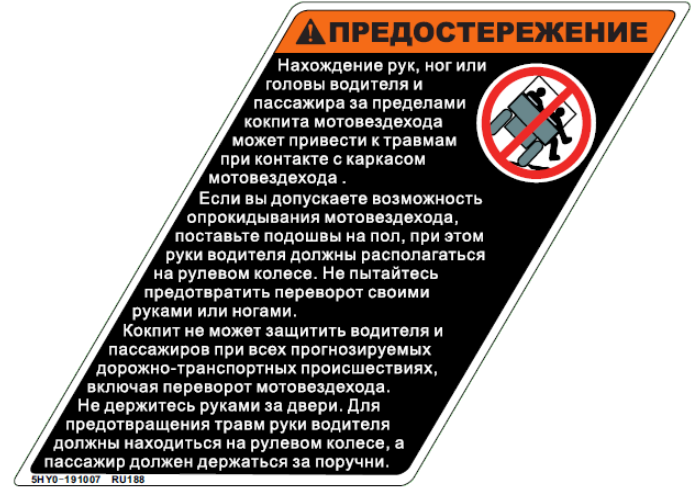 ПРЕДОСТЕРЕЖЕНИЕ
Нахождение рук, ног или
головы водителя и
пассажира за пределами
кокпита мотовездехода
может привести к травмам
при контакте с каркасом
мотовездехода .
Если вы допускаете возможность
опрокидывания мотовездехода,
поставьте подошвы на пол, при этом
руки водителя должны располагаться
на рулевом колесе. Не пытайтесь
предотвратить переворот своими
руками или ногами.
Кокпит не может защитить водителя и
пассажиров при всех прогнозируемых
дорожно-транспортных происшествиях,
включая переворот мотовездехода.
Не держитесь руками за двери. Для
предотвращения травм руки водителя
должны находиться на рулевом колесе, а
пассажир должен держаться за поручни.
5HY0-191007 RU188